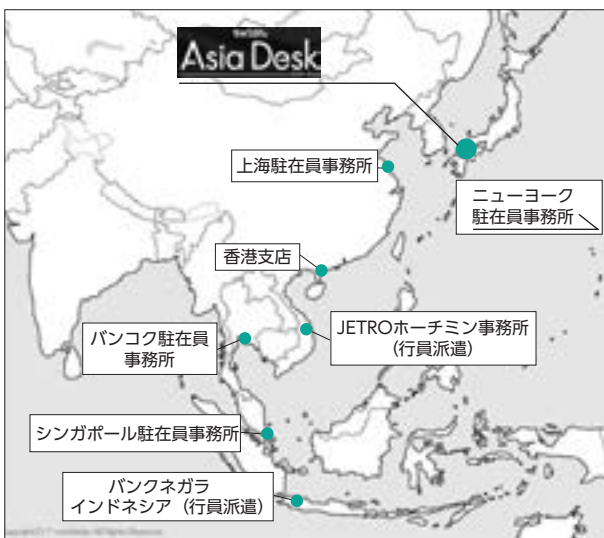 Asia Desk
上海駐在員事務所
ニューヨーク
駐在員事務所
香港支店
JETROホーチミン事務所
(行員派遣)
バンコク駐在員
事務所
シンガポール駐在員事務所
バンクネガラ
インドネシア(行員派遣)